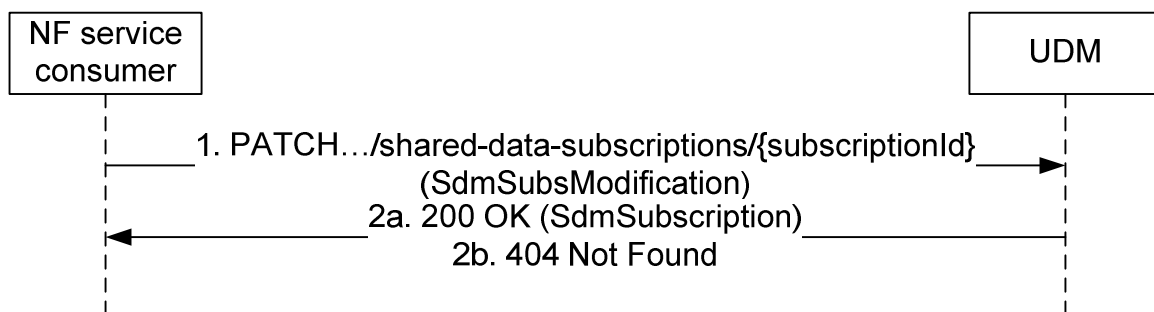 NF service
consumer
UDM
1. PATCH…/shared-data-subscriptions/{subscriptionId}
(SdmSubsModification)
2a. 200 OK (SdmSubscription)
2b. 404 Not Found